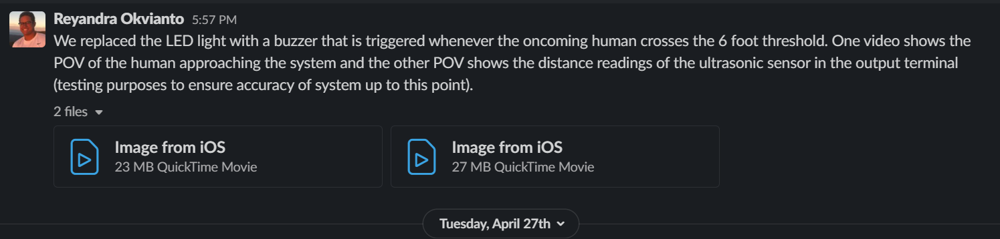 Reyandra Okvianto 5:57 PM
We replaced the LED light with a buzzer that is triggered whenever the oncoming human crosses the 6 foot threshold. One video shows the
POV of the human approaching the system and the other POV shows the distance readings of the ultrasonic sensor in the output terminal
(testing purposes to ensure accuracy of system up to this point).
2 files
Image from iOS
23 MB QuickTime Movie
Image from iOS
27 MB QuickTime Movie
Tuesday, April 27th